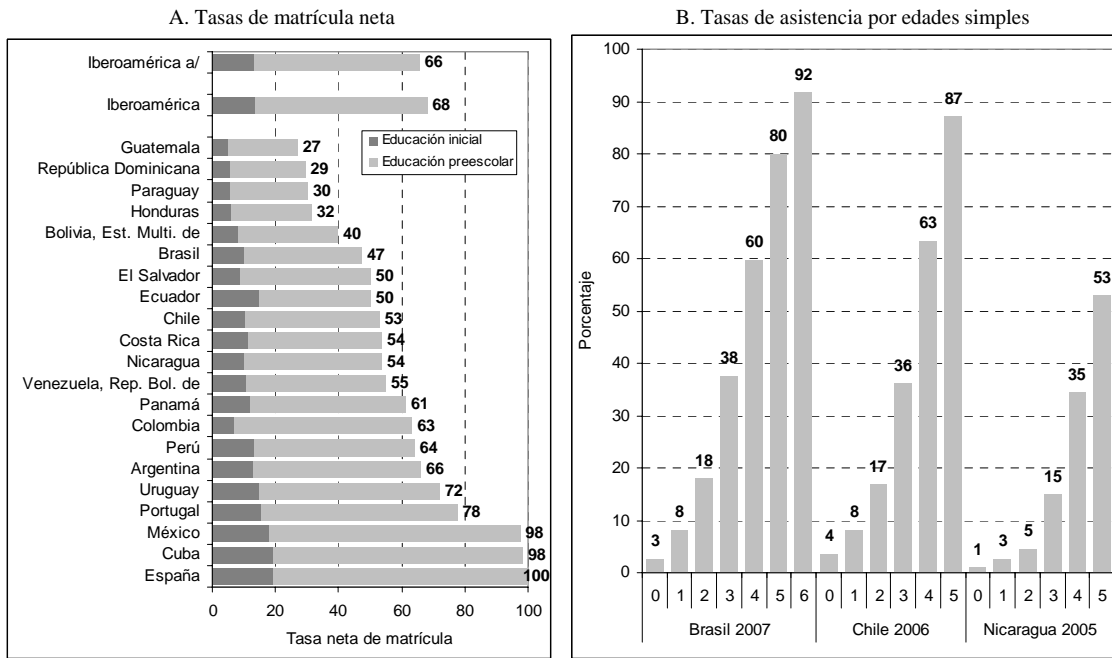 A. Tasas de matrícula neta
Iberoamérica a/ 66
Iberoamérica 68
Educación inicial
Educación preescolar
Guatemala 27
República Dominicana 29
Paraguay 30
Honduras 32
Bolivia, Est. Multi. de 40
Brasil 47
El Salvador 50
Ecuador 50
Chile 53
Costa Rica 54
Nicaragua 54
Venezuela, Rep. Bol. de 55
Panamá 61
Colombia 63
Perú 64
Argentina 66
Uruguay 72
Portugal 78
México 98
Cuba 98
España 100
0 20 40 60 80 100
Tasa neta de matrícula
B. Tasas de asistencia por edades simples
Porcentaje
100
90
80
70
60
50
40
30
20
10
0
3 8 18 38 60 80 92
4 8 17 36 63 87
1 3 5 15 35 53
0 1 2 3 4 5 6 0 1 2 3 4 5 0 1 2 3 4 5
Brasil 2007 Chile 2006 Nicaragua 2005